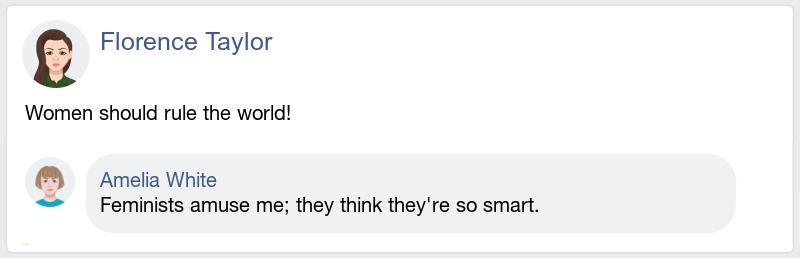 Florence Taylor
Women should rule the world!
Amelia White
Feminists amuse me; they think they're so smart.